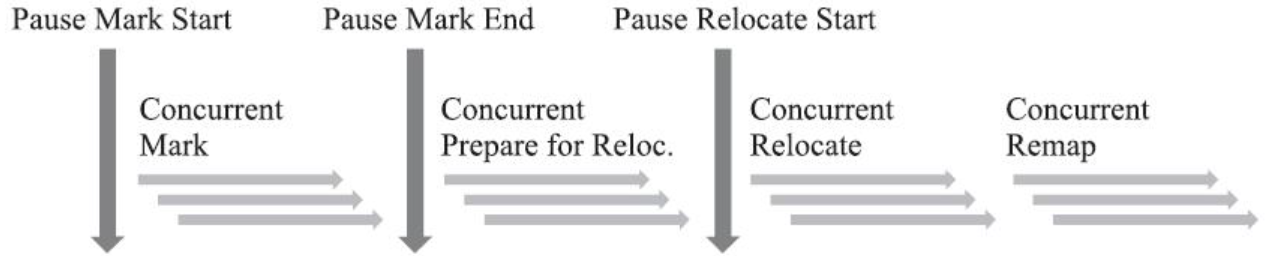 Pause Mark Start
Pause Mark End
Pause Relocate Start
Concurrent
Mark
Concurrent
Prepare for Reloc.
Concurrent
Relocate
Concurrent
Remap